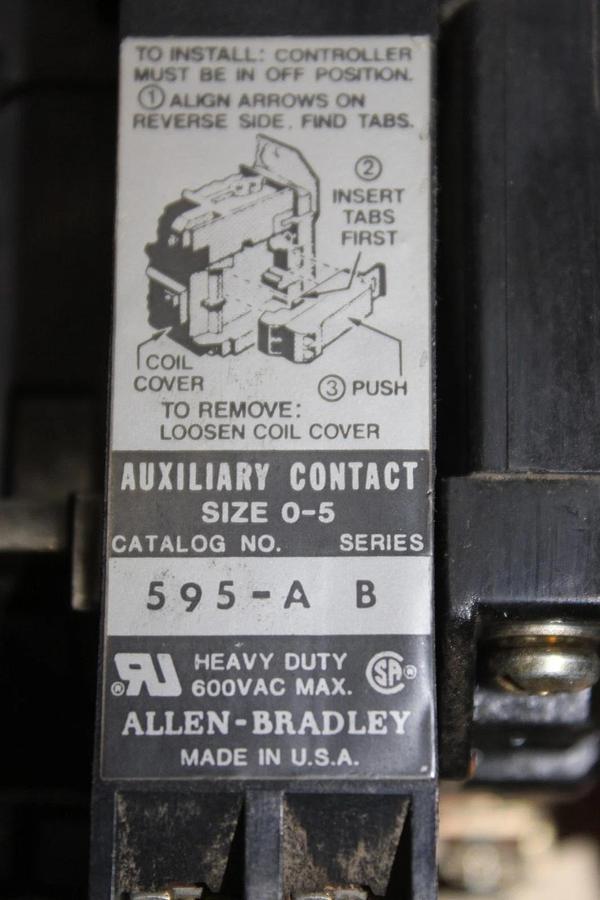 TO INSTALL: CONTROLLER
MUST BE IN OFF POSITION.
① ALIGN ARROWS ON
REVERSE SIDE, FIND TABS.
②
INSERT
TABS
FIRST
COIL
COVER
③ PUSH
TO REMOVE:
LOOSEN COIL COVER
AUXILIARY CONTACT
SIZE 0-5
CATALOG NO. SERIES
595-A B
HEAVY DUTY
600VAC MAX.
ALLEN-BRADLEY
MADE IN U.S.A.